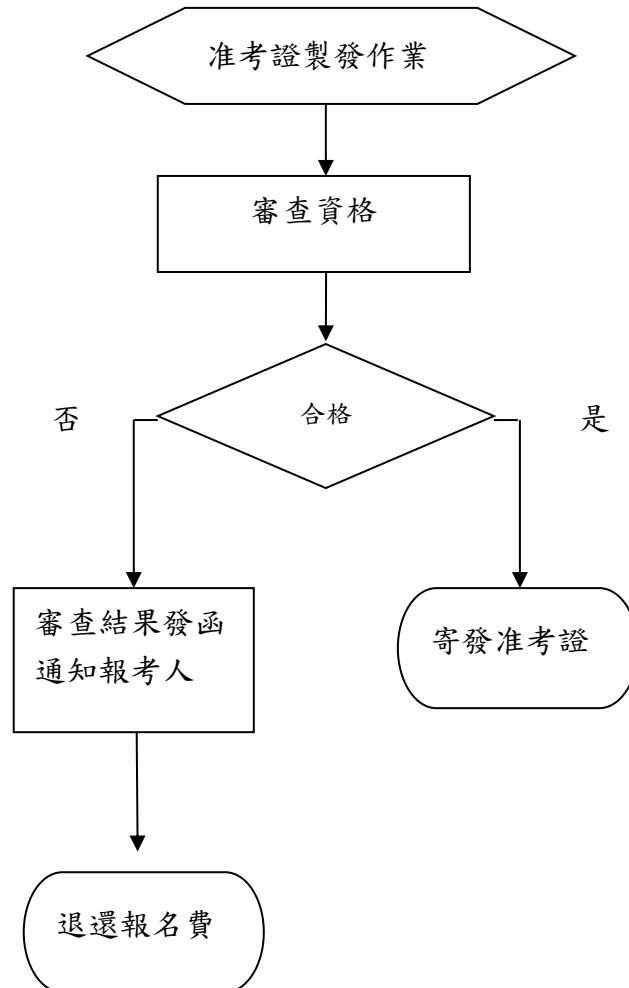 准考證製發作業
審查資格
合格
否
是
審查結果發函
通知報考人
寄發准考證
退還報名費